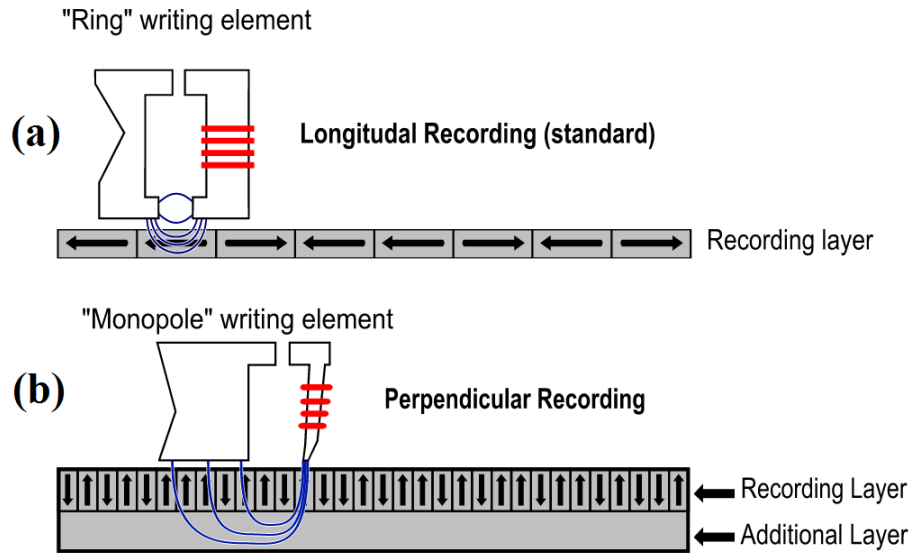 "Ring" writing element
(a)
Longitudal Recording (standard)
Recording layer
"Monopole" writing element
(b)
Perpendicular Recording
Recording Layer
Additional Layer